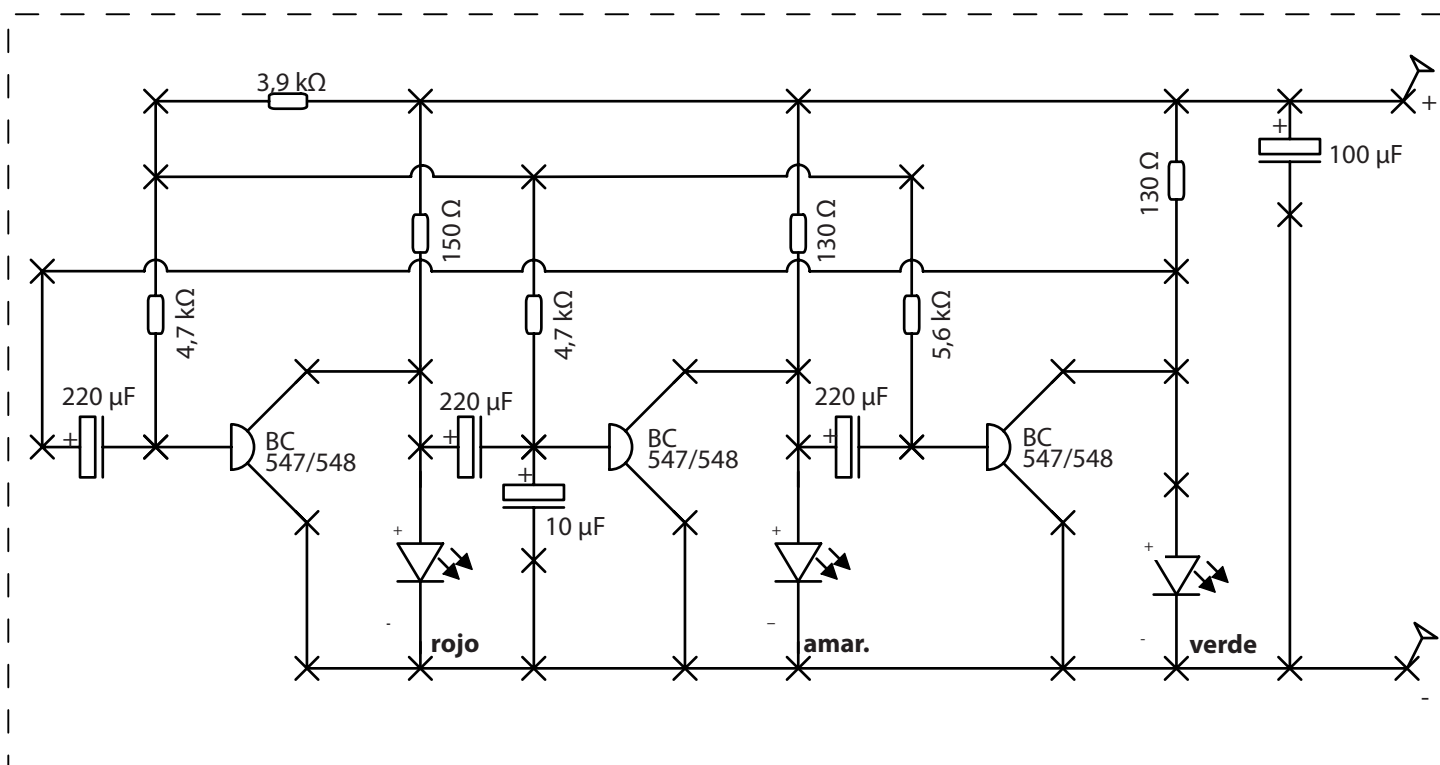 3,9 kΩ
+
+
100 µF
130 Ω
150 Ω
130 Ω
4,7 kΩ
4,7 kΩ
5,6 kΩ
220 µF
+
220 µF
+
220 µF
+
BC
547/548
BC
547/548
BC
547/548
+
10 µF
+
+
+
-
rojo
–
amar.
-
verde
-